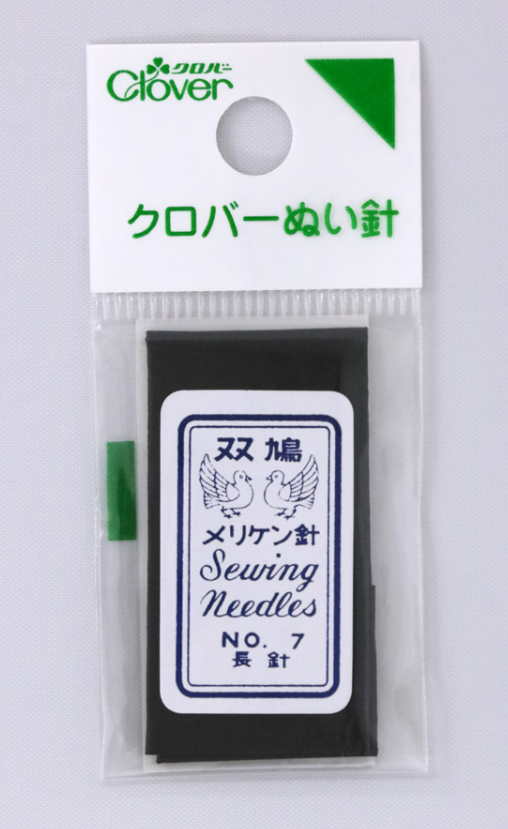 クロバー
Clover
クロバーぬい針
双鳩
メリケン針
Sewing
Needles
NO. 7
長針